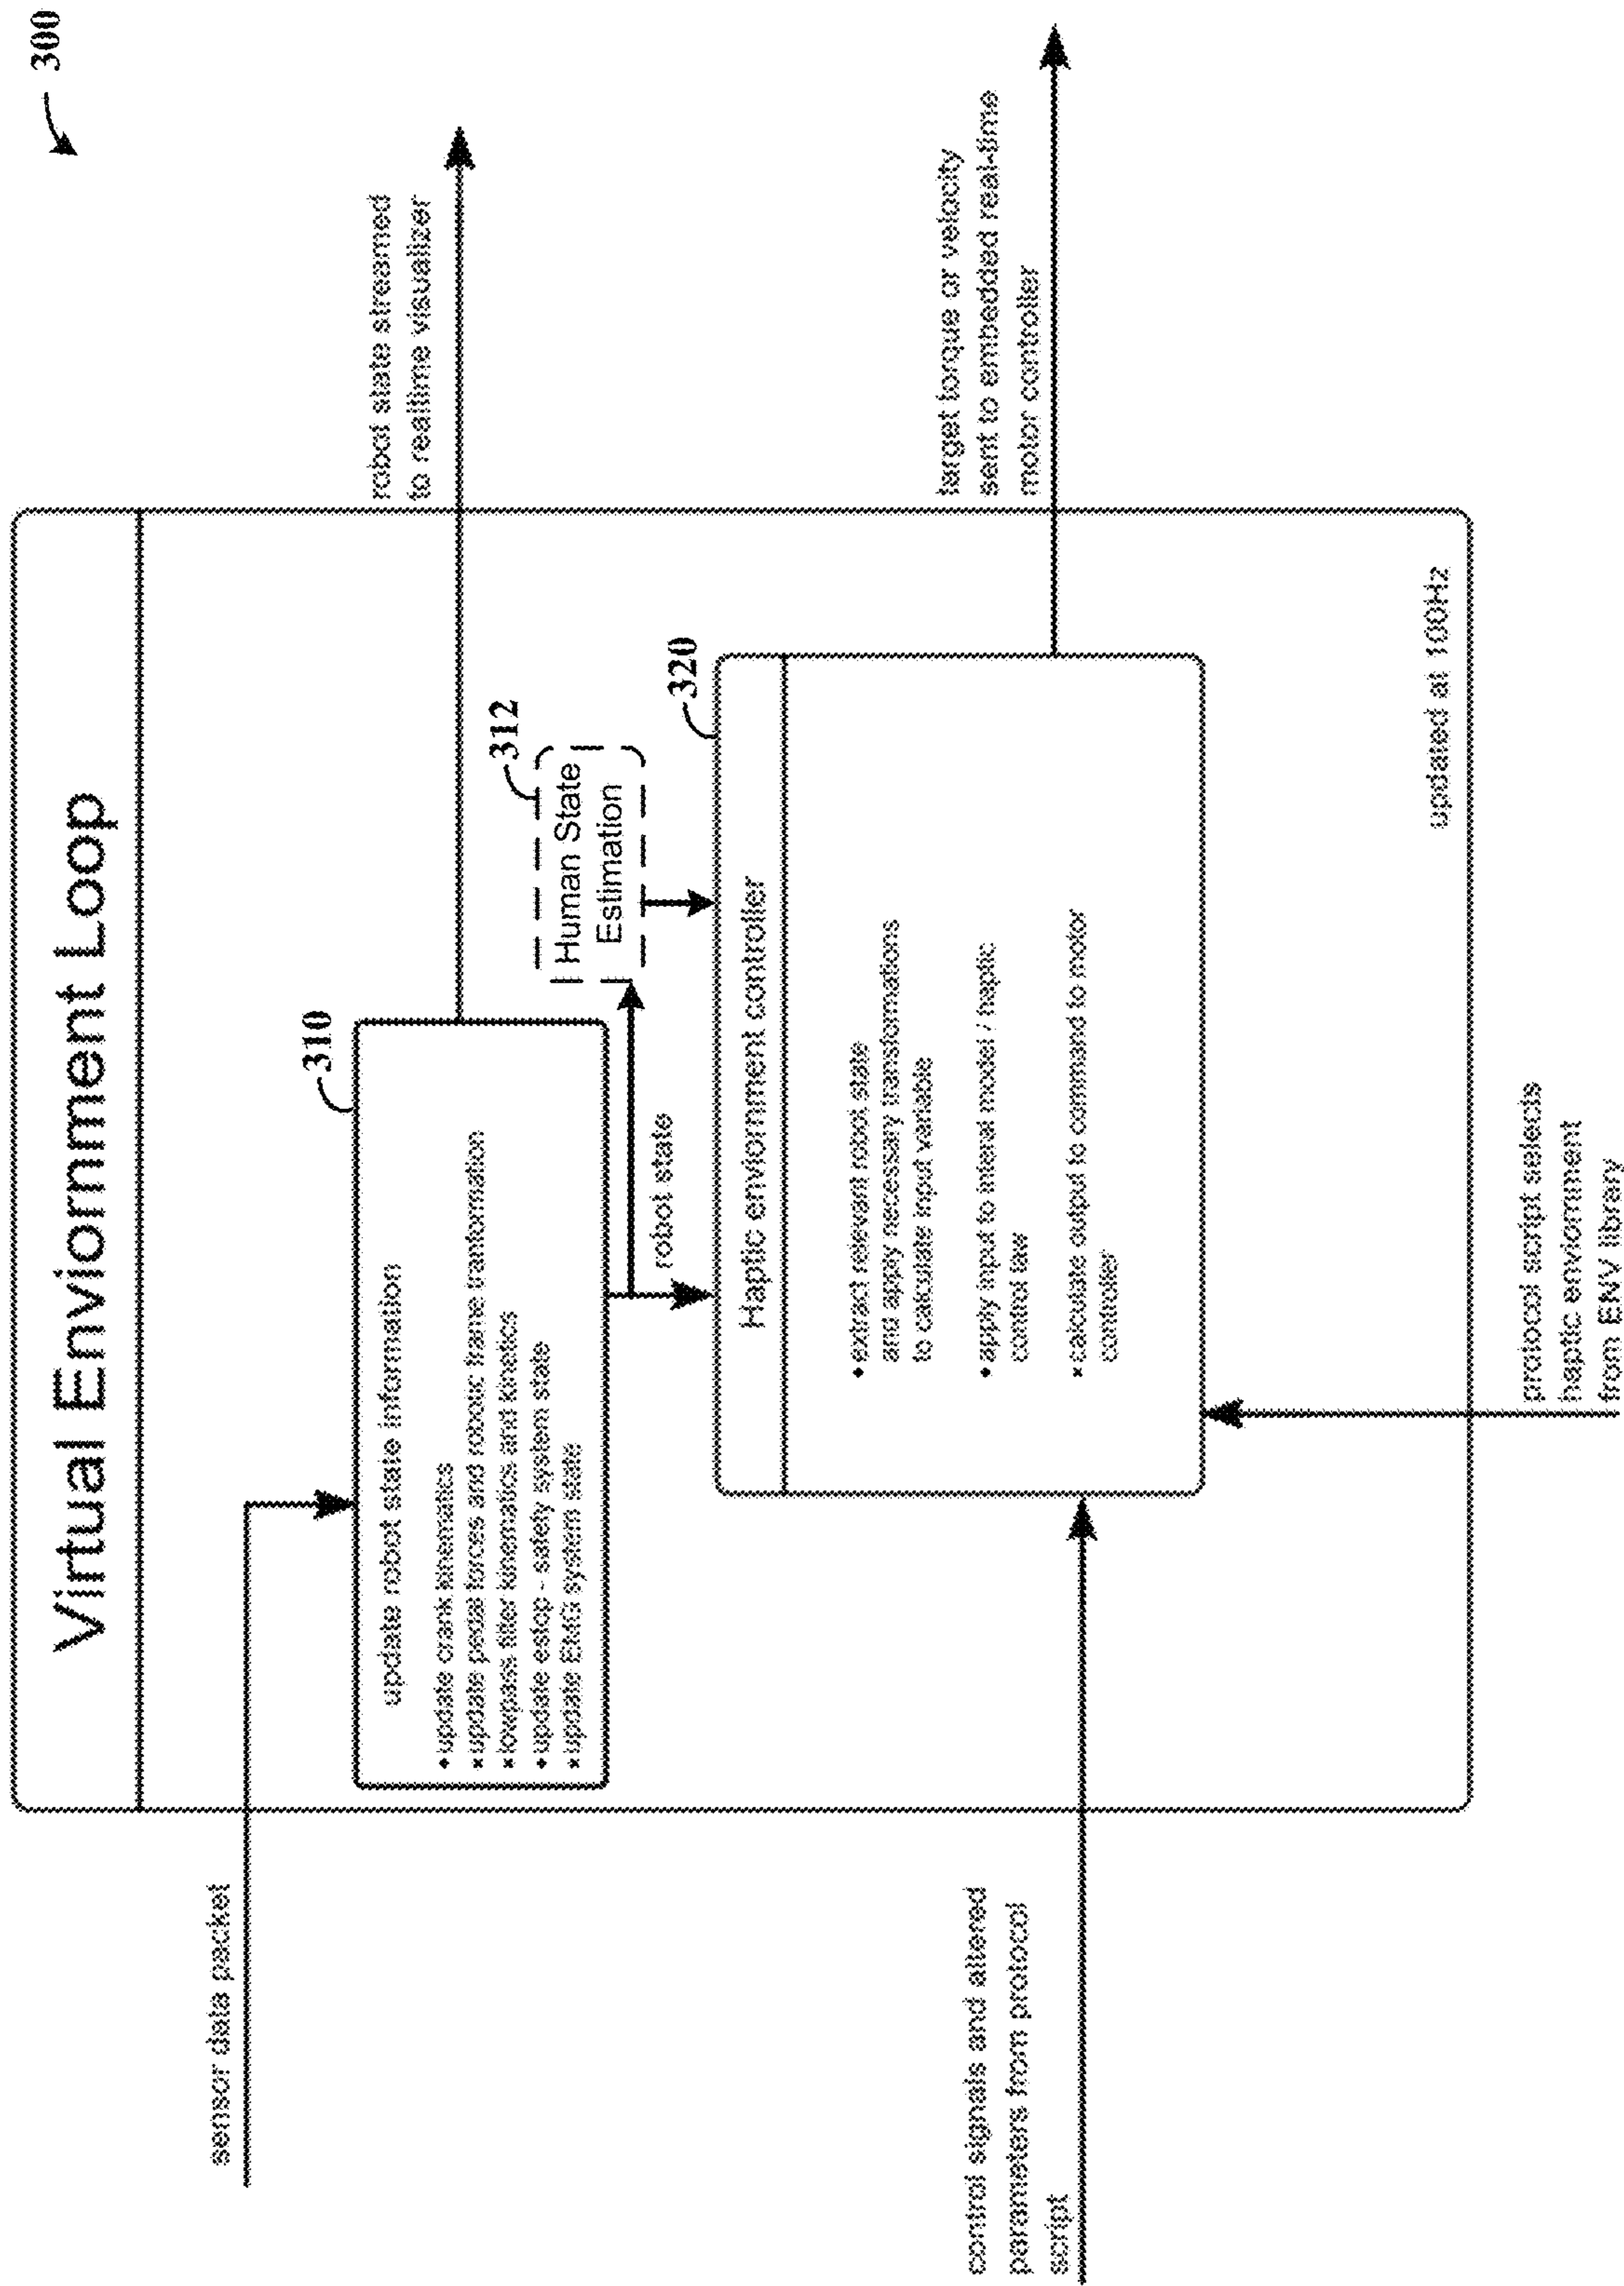 300
Virtual Enviornment Loop
sensor data packet
310
update robot state information
•update crank kinematics
•update pedal forces and robotic frame tranformation
•lowpass filter kinematics and kinetics
•update estop - safety system state
•update EMG system state
robot state streamed
to realtime visualizer
312
Human State
Estimation
robot state
320
Haptic enviornment controller
•extract relevant robot state
and apply necessary transformations
to calculate input variable
•apply input to interal model / haptic
control law
•calculate output to command to motor
controller
control signals and altered
parameters from protocol
script
target torque or velocity
sent to embedded real-time
motor controller
updated at 100Hz
protocol script selects
haptic enviornment
from ENV library